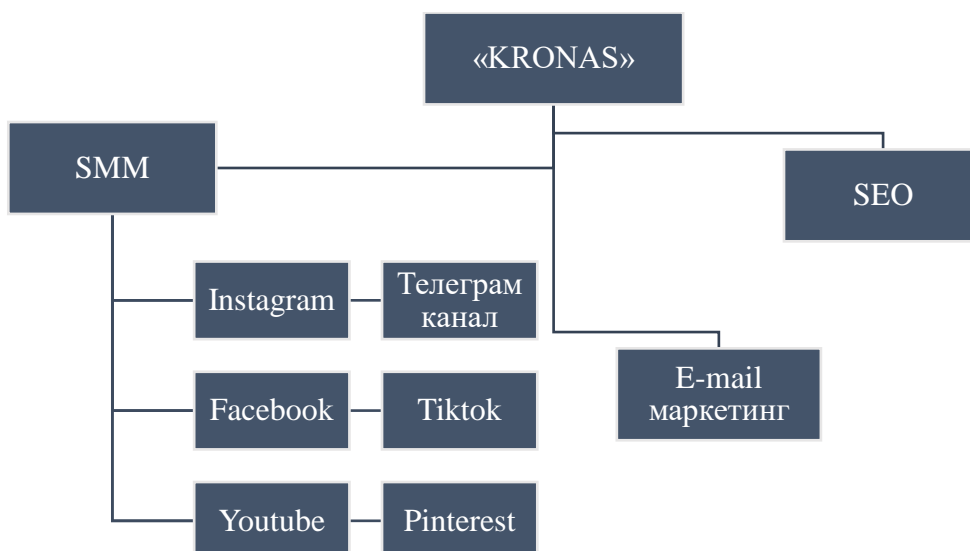 «KRONAS»
SMM
SEO
Instagram
Телеграм
канал
E-mail
маркетинг
Facebook
Tiktok
Youtube
Pinterest